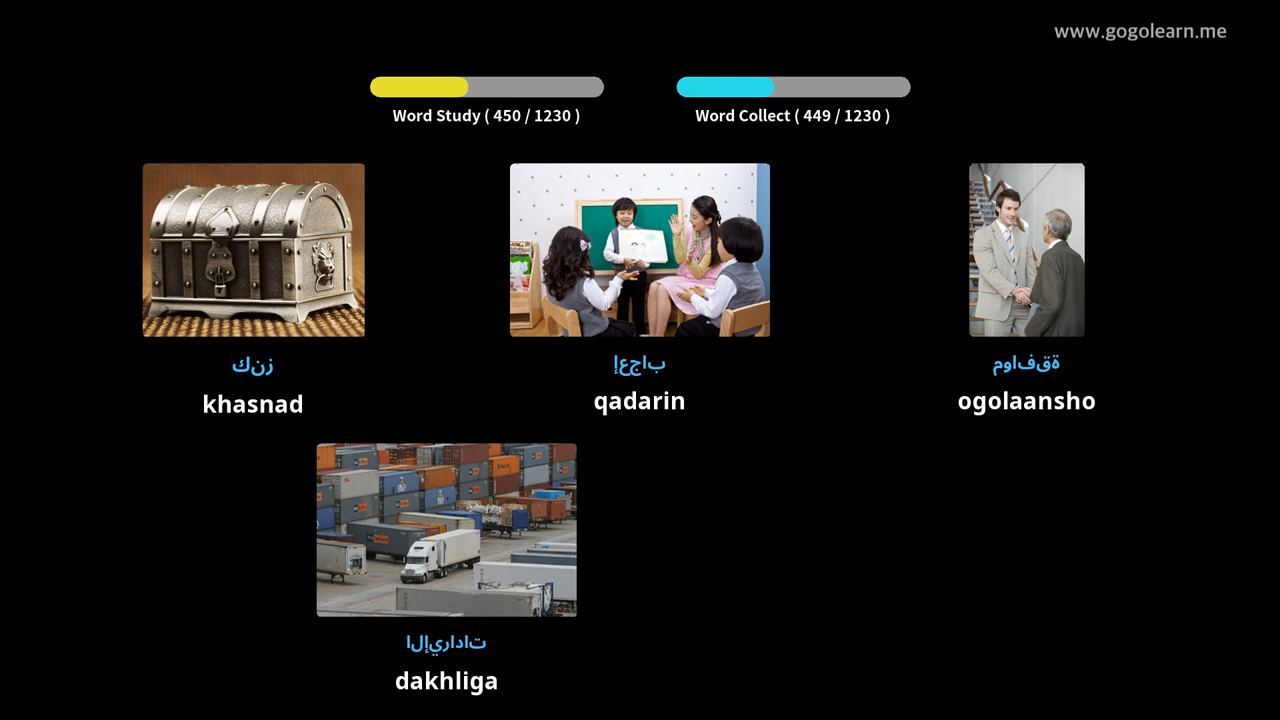 www.gogolearn.me
Word Study ( 450 / 1230 )
Word Collect ( 449 / 1230 )
كنز
khasnad
إعجاب
qadarin
موافقة
ogolaansho
الإيرادات
dakhliga